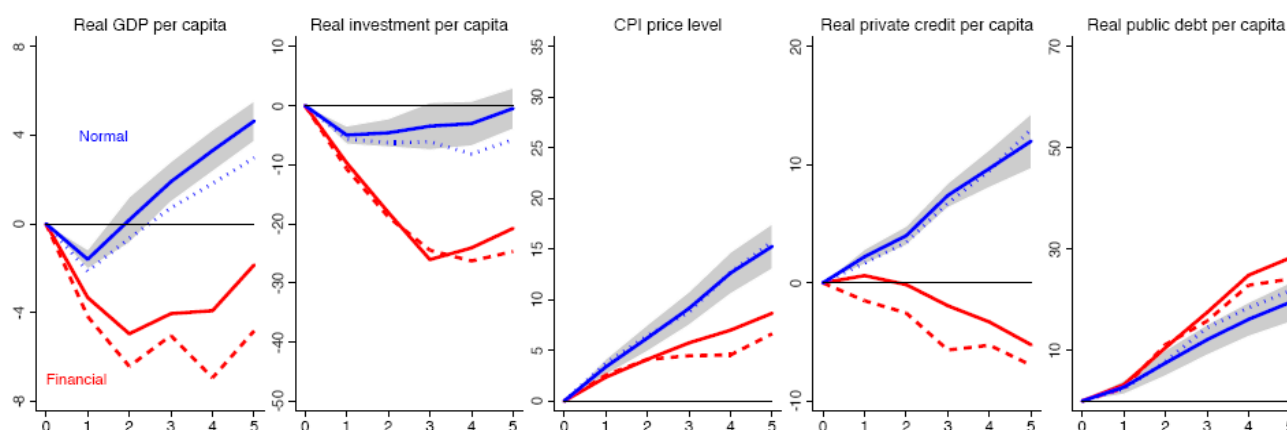 Real GDP per capita
Real investment per capita
CPI price level
Real private credit per capita
Real public debt per capita
8
4
0
-4
-8
Normal
Financial
0 1 2 3 4 5
10
0
-10
-20
-30
-40
-50
0 1 2 3 4 5
35
30
25
20
15
10
5
0
0 1 2 3 4 5
20
10
0
-10
0 1 2 3 4 5
70
50
30
10
0 1 2 3 4 5